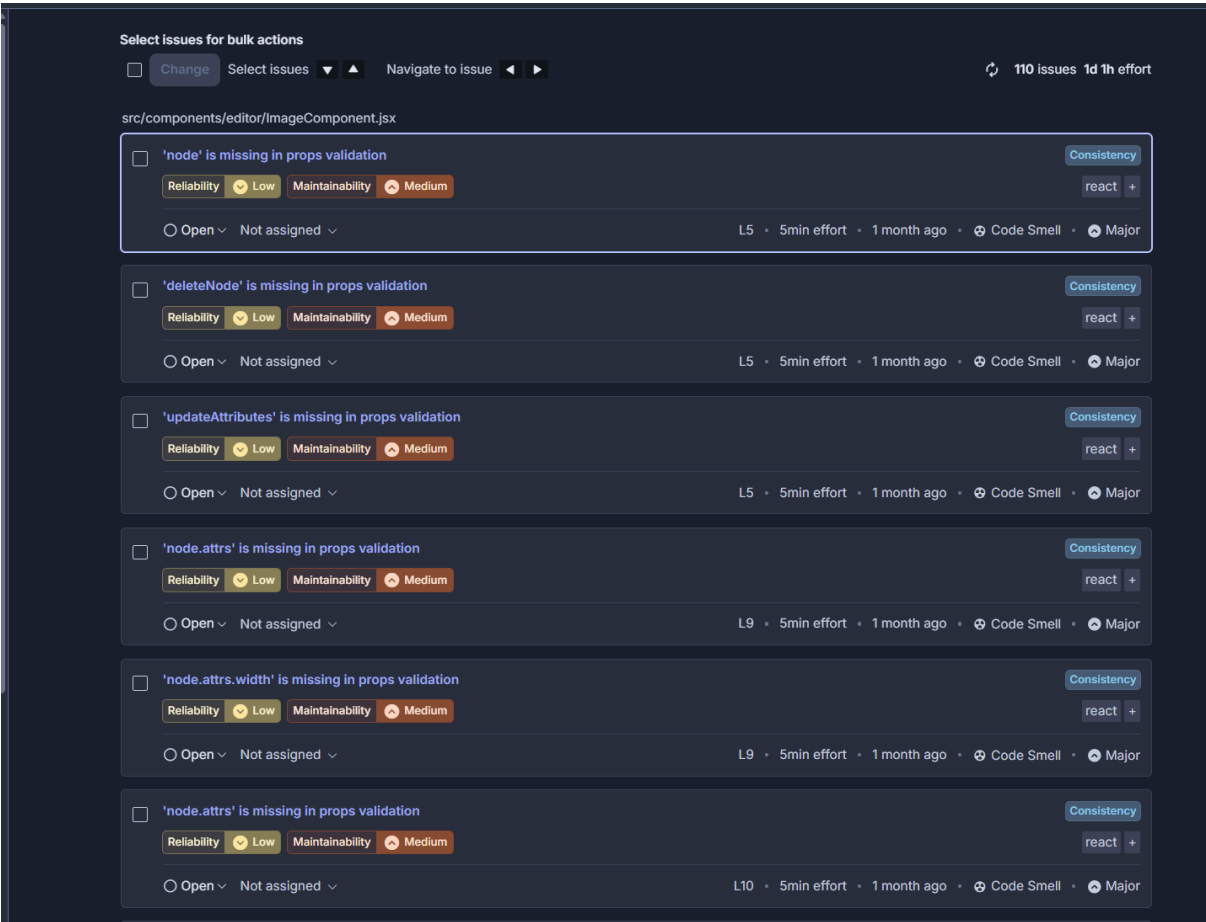 Select issues for bulk actions
Change Select issues Navigate to issue 110 issues 1d 1h effort
src/components/editor/ImageComponent.jsx
'node' is missing in props validation Consistency
Reliability Low Maintainability Medium react +
Open Not assigned L5 • 5min effort • 1 month ago • Code Smell • Major
'deleteNode' is missing in props validation Consistency
Reliability Low Maintainability Medium react +
Open Not assigned L5 • 5min effort • 1 month ago • Code Smell • Major
'updateAttributes' is missing in props validation Consistency
Reliability Low Maintainability Medium react +
Open Not assigned L5 • 5min effort • 1 month ago • Code Smell • Major
'node.attrs' is missing in props validation Consistency
Reliability Low Maintainability Medium react +
Open Not assigned L9 • 5min effort • 1 month ago • Code Smell • Major
'node.attrs.width' is missing in props validation Consistency
Reliability Low Maintainability Medium react +
Open Not assigned L9 • 5min effort • 1 month ago • Code Smell • Major
'node.attrs' is missing in props validation Consistency
Reliability Low Maintainability Medium react +
Open Not assigned L10 • 5min effort • 1 month ago • Code Smell • Major